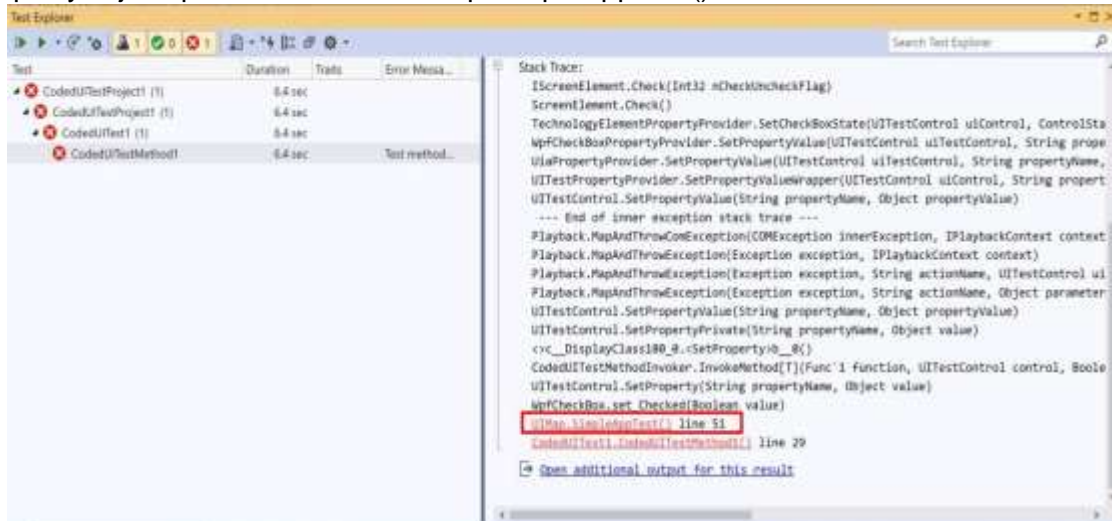 Test Explorer
1 0 1
Search Test Explorer
Test Duration Traits Error Messa...
CodedUITestProject1 (1) 6.4 sec
CodedUITestProject1 (1) 6.4 sec
CodedUITest1 (1) 6.4 sec
CodedUITestMethod1 6.4 sec Test method...
Stack Trace:
IScreenElement.Check(Int32 nCheckUncheckFlag)
ScreenElement.Check()
TechnologyElementPropertyProvider.SetCheckBoxState(UITestControl uiControl, ControlSta
WpfCheckBoxPropertyProvider.SetPropertyValue(UITestControl uiTestControl, String prope
UiaPropertyProvider.SetPropertyValue(UITestControl uiTestControl, String propertyName,
UITestPropertyProvider.SetPropertyValueWrapper(UITestControl uiControl, String propert
UITestControl.SetPropertyValue(String propertyName, Object propertyValue)
--- End of inner exception stack trace ---
Playback.MapAndThrowComException(COMException innerException, IPlaybackContext context
Playback.MapAndThrowException(Exception exception, IPlaybackContext context)
Playback.MapAndThrowException(Exception exception, String actionName, UITestControl ui
Playback.MapAndThrowException(Exception exception, String actionName, Object parameter
UITestControl.SetPropertyValue(String propertyName, Object propertyValue)
UITestControl.SetPropertyPrivate(String propertyName, Object value)
<>c__DisplayClass180_0.<SetProperty>b__0()
CodedUITestMethodInvoker.InvokeMethod[T](Func`1 function, UITestControl control, Boole
UITestControl.SetProperty(String propertyName, Object value)
WpfCheckBox.set_Checked(Boolean value)
UIMap.SimpleAppTest() line 51
CodedUITest1.CodedUITestMethod1() line 29
Open additional output for this result